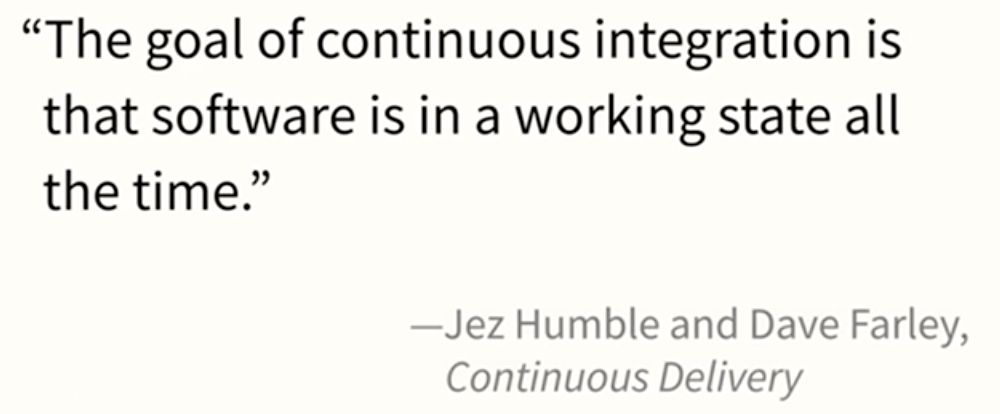 “The goal of continuous integration is
that software is in a working state all
the time.”
—Jez Humble and Dave Farley,
Continuous Delivery